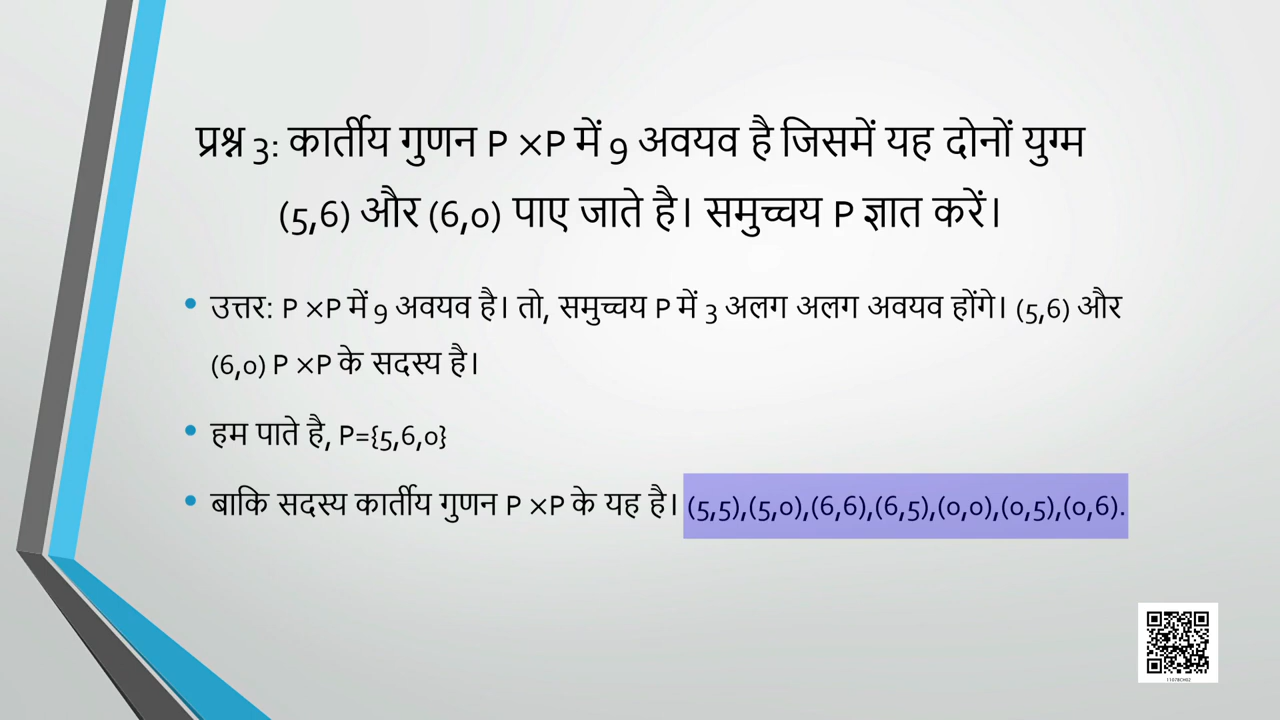 प्रश्न 3: कार्तीय गुणन P ×P में 9 अवयव है जिसमें यह दोनों युग्म
(5,6) और (6,0) पाए जाते है। समुच्चय P ज्ञात करें।
• उत्तर: P ×P में 9 अवयव है। तो, समुच्चय P में 3 अलग अलग अवयव होंगे। (5,6) और
(6,0) P ×P के सदस्य है।
• हम पाते है, P={5,6,0}
• बाकि सदस्य कार्तीय गुणन P ×P के यह है। (5,5),(5,0),(6,6),(6,5),(0,0),(0,5),(0,6).
1107BCH02